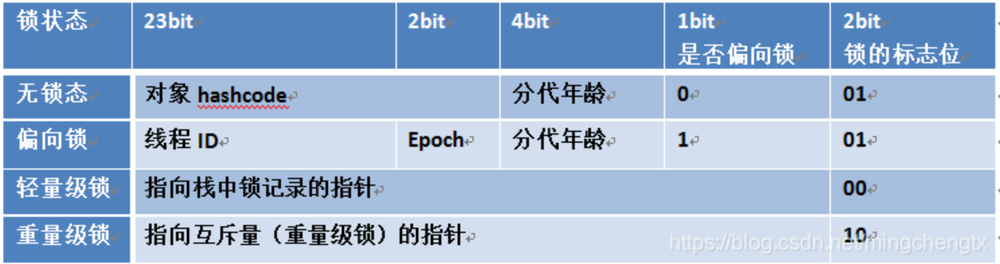 锁状态 23bit 2bit 4bit 1bit 2bit
是否偏向锁 锁的标志位
无锁态 对象 hashcode 分代年龄 0 01
偏向锁 线程 ID Epoch 分代年龄 1 01
轻量级锁 指向栈中锁记录的指针 00
重量级锁 指向互斥量（重量级锁）的指针 10
https://blog.csdn.net/mingchengtx